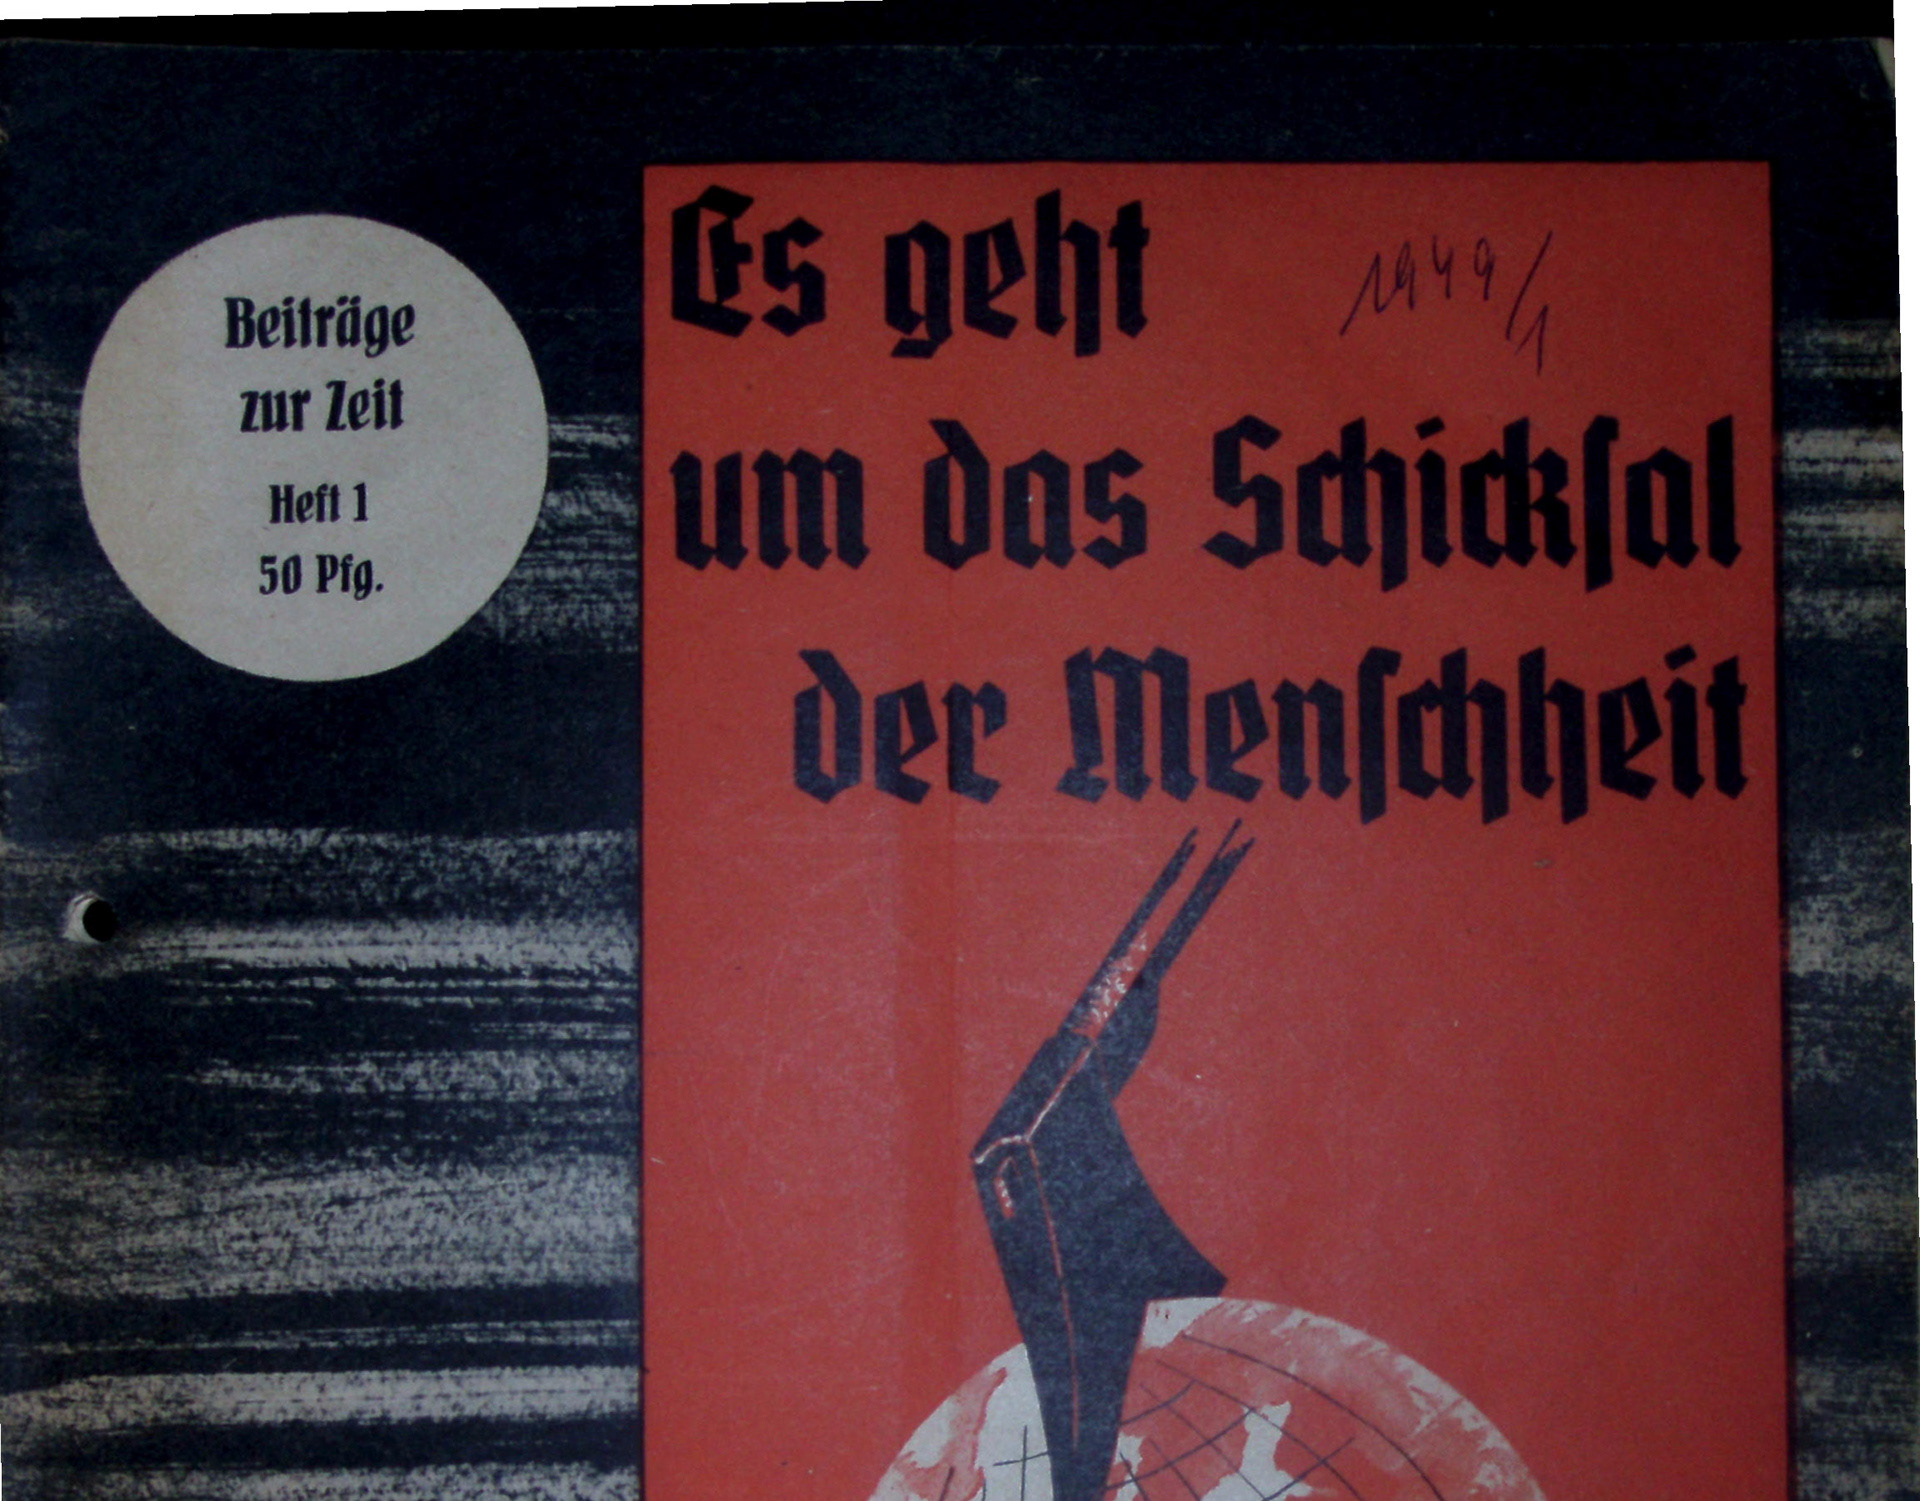 Beiträge
zur Zeit
Heft 1
50 Pfg.
Es geht
1949/1
um das Schickſal
der Menſchheit